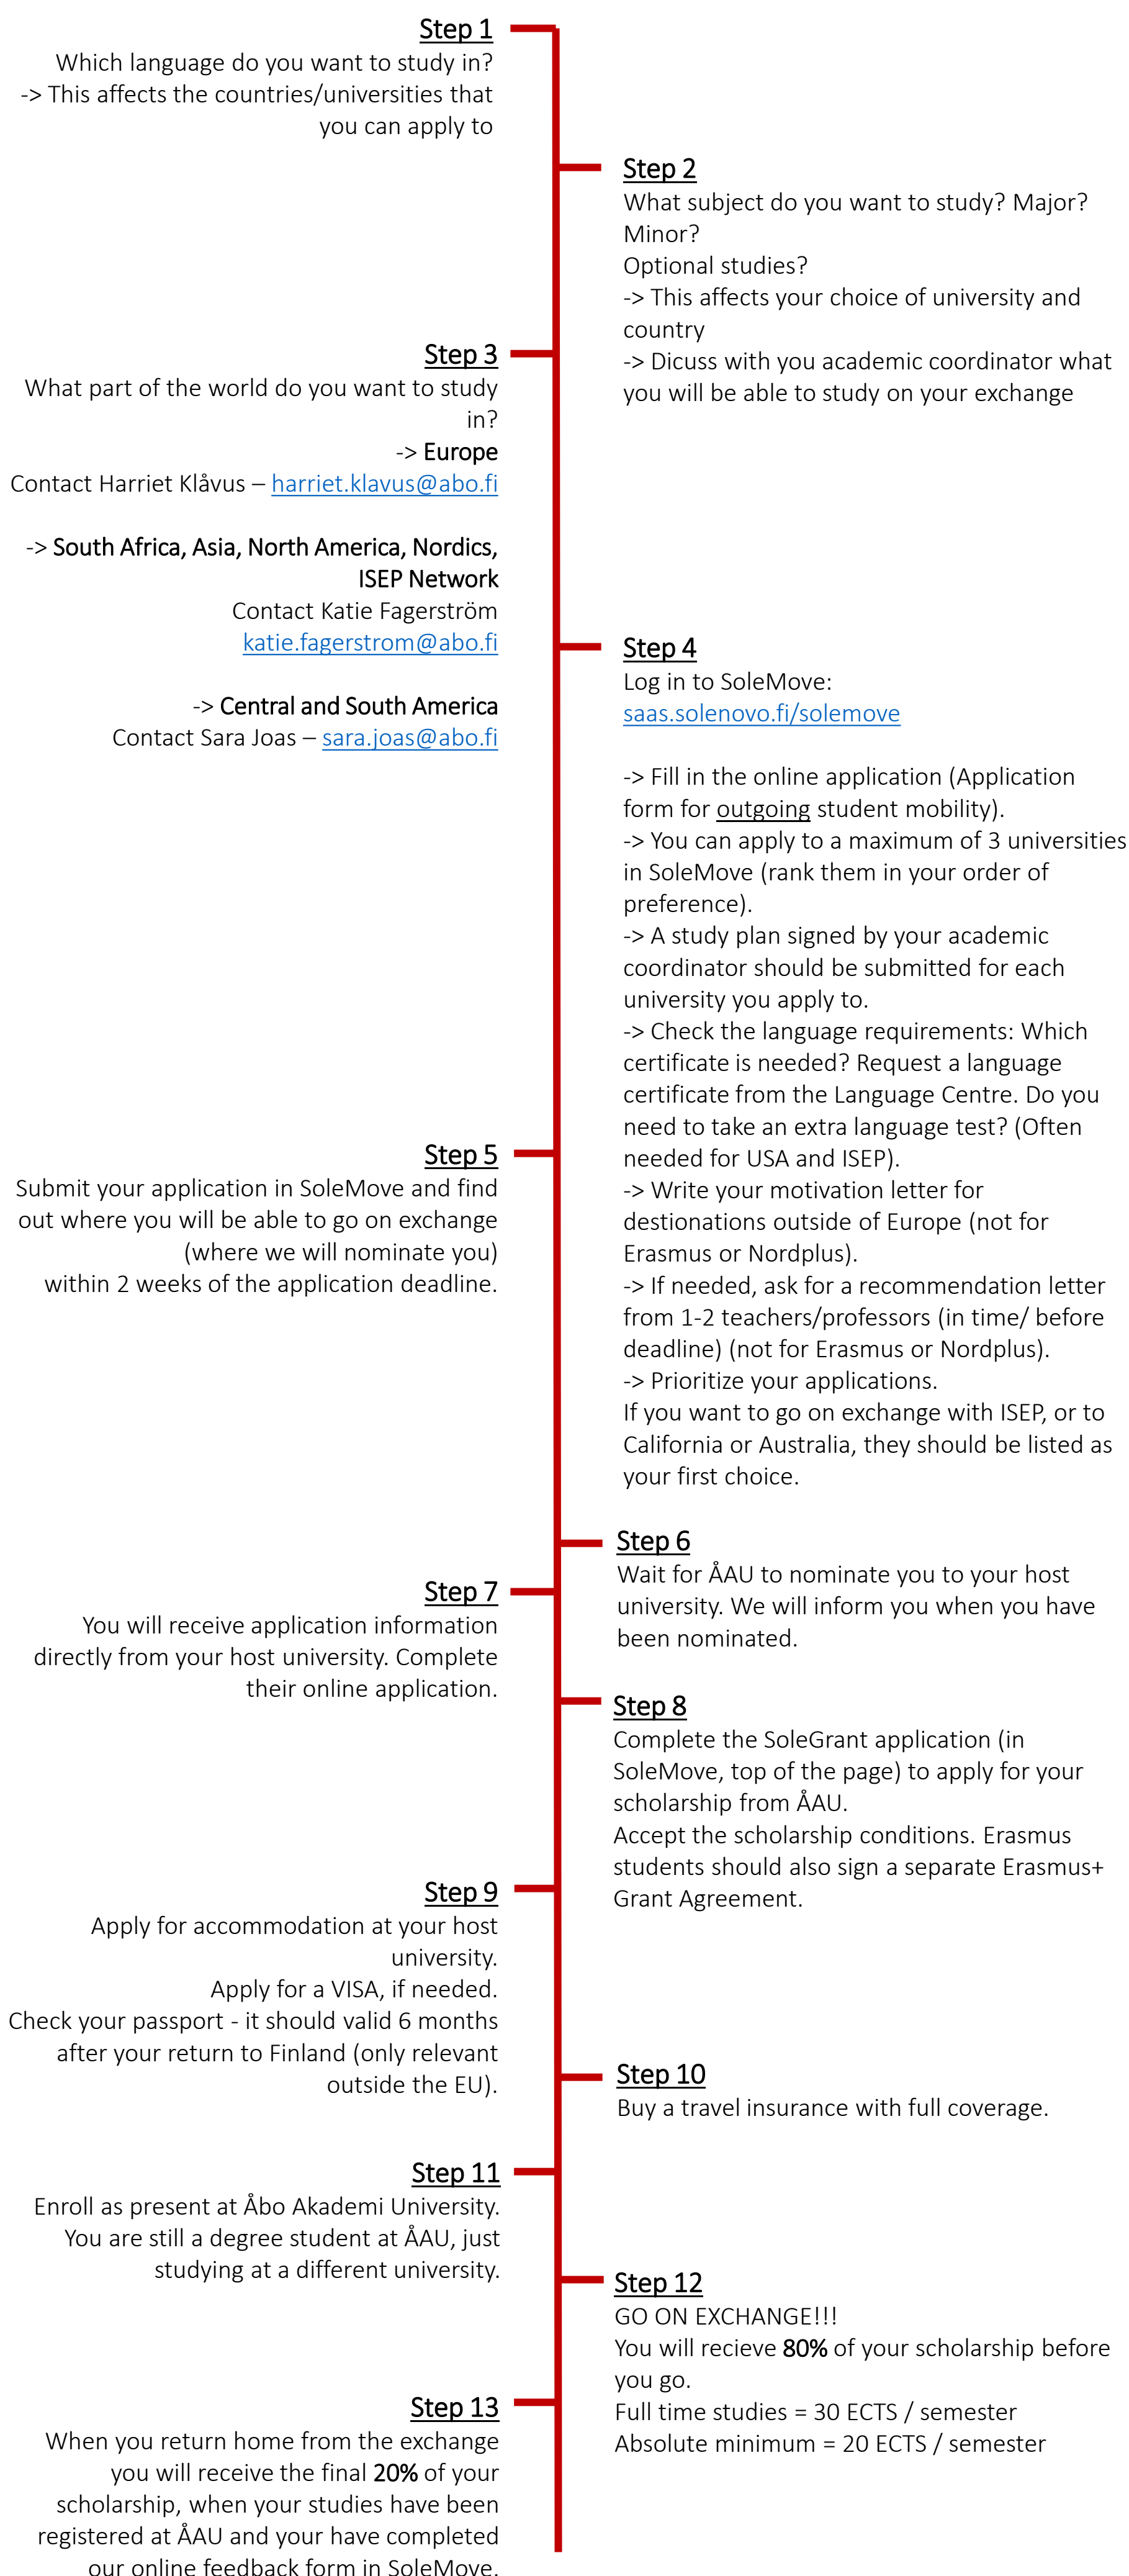 Step 1
Which language do you want to study in?
-> This affects the countries/universities that
you can apply to
Step 2
What subject do you want to study? Major?
Minor?
Optional studies?
-> This affects your choice of university and
country
-> Dicuss with you academic coordinator what
you will be able to study on your exchange
Step 3
What part of the world do you want to study
in?
-> Europe
Contact Harriet Klåvus – harriet.klavus@abo.fi
-> South Africa, Asia, North America, Nordics,
ISEP Network
Contact Katie Fagerström
katie.fagerstrom@abo.fi
-> Central and South America
Contact Sara Joas – sara.joas@abo.fi
Step 4
Log in to SoleMove:
saas.solenovo.fi/solemove
-> Fill in the online application (Application
form for outgoing student mobility).
-> You can apply to a maximum of 3 universities
in SoleMove (rank them in your order of
preference).
-> A study plan signed by your academic
coordinator should be submitted for each
university you apply to.
-> Check the language requirements: Which
certificate is needed? Request a language
certificate from the Language Centre. Do you
need to take an extra language test? (Often
needed for USA and ISEP).
-> Write your motivation letter for
destionations outside of Europe (not for
Erasmus or Nordplus).
-> If needed, ask for a recommendation letter
from 1-2 teachers/professors (in time/ before
deadline) (not for Erasmus or Nordplus).
-> Prioritize your applications.
If you want to go on exchange with ISEP, or to
California or Australia, they should be listed as
your first choice.
Step 5
Submit your application in SoleMove and find
out where you will be able to go on exchange
(where we will nominate you)
within 2 weeks of the application deadline.
Step 6
Wait for ÅAU to nominate you to your host
university. We will inform you when you have
been nominated.
Step 7
You will receive application information
directly from your host university. Complete
their online application.
Step 8
Complete the SoleGrant application (in
SoleMove, top of the page) to apply for your
scholarship from ÅAU.
Accept the scholarship conditions. Erasmus
students should also sign a separate Erasmus+
Grant Agreement.
Step 9
Apply for accommodation at your host
university.
Apply for a VISA, if needed.
Check your passport - it should valid 6 months
after your return to Finland (only relevant
outside the EU).
Step 10
Buy a travel insurance with full coverage.
Step 11
Enroll as present at Åbo Akademi University.
You are still a degree student at ÅAU, just
studying at a different university.
Step 12
GO ON EXCHANGE!!!
You will recieve 80% of your scholarship before
you go.
Full time studies = 30 ECTS / semester
Absolute minimum = 20 ECTS / semester
Step 13
When you return home from the exchange
you will receive the final 20% of your
scholarship, when your studies have been
registered at ÅAU and your have completed
our online feedback form in SoleMove.